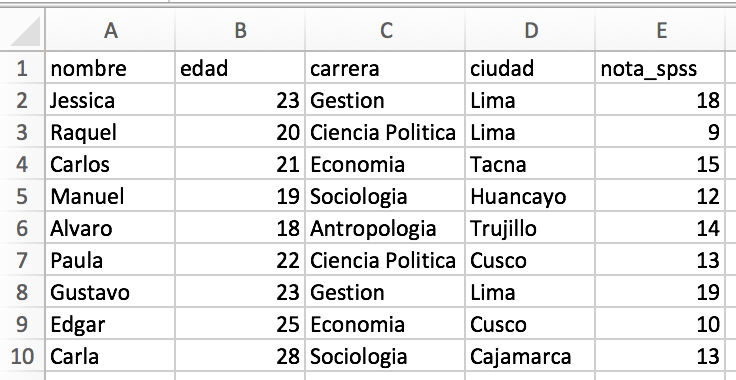 A B C D E
1 nombre edad carrera ciudad nota_spss
2 Jessica 23 Gestion Lima 18
3 Raquel 20 Ciencia Politica Lima 9
4 Carlos 21 Economia Tacna 15
5 Manuel 19 Sociologia Huancayo 12
6 Alvaro 18 Antropologia Trujillo 14
7 Paula 22 Ciencia Politica Cusco 13
8 Gustavo 23 Gestion Lima 19
9 Edgar 25 Economia Cusco 10
10 Carla 28 Sociologia Cajamarca 13